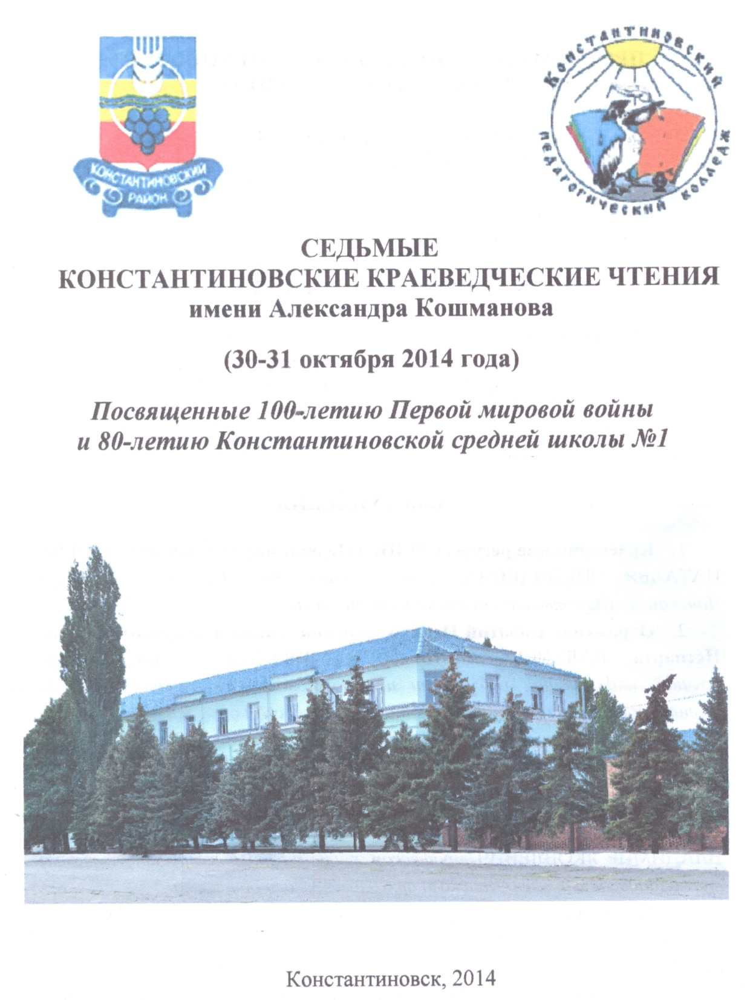 КОНСТАНТИНОВСКИЙ
РАЙОН
Константиновский
педагогический колледж
СЕДЬМЫЕ
КОНСТАНТИНОВСКИЕ КРАЕВЕДЧЕСКИЕ ЧТЕНИЯ
имени Александра Кошманова
(30-31 октября 2014 года)
Посвященные 100-летию Первой мировой войны
и 80-летию Константиновской средней школы №1
Константиновск, 2014